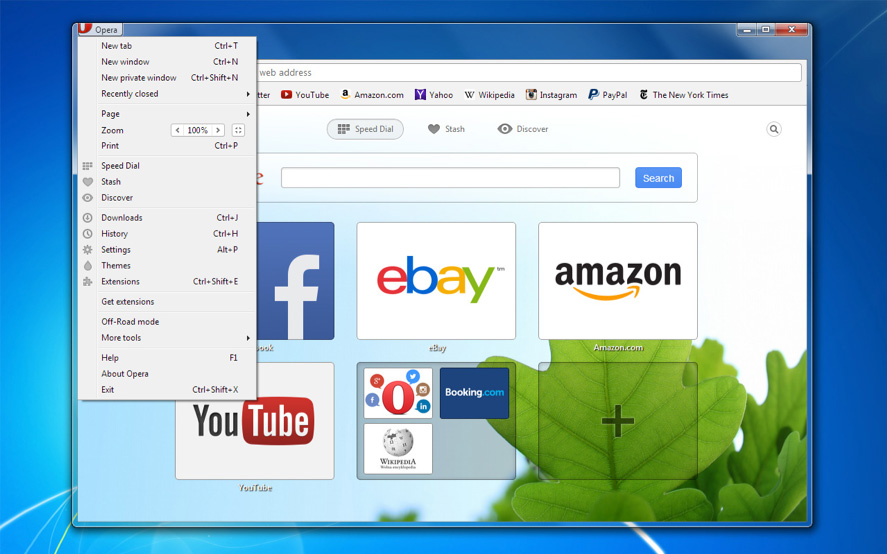 Opera
New tab Ctrl+T
New window Ctrl+N
New private window Ctrl+Shift+N
Recently closed
Page
Zoom 100%
Print Ctrl+P
Speed Dial
Stash
Discover
Downloads Ctrl+J
History Ctrl+H
Settings Alt+P
Themes
Extensions Ctrl+Shift+E
Get extensions
Off-Road mode
More tools
Help F1
About Opera
Exit Ctrl+Shift+X
web address
tter YouTube Amazon.com Yahoo Wikipedia Instagram PayPal The New York Times
Speed Dial Stash Discover
e Search
f ebay™ amazon
book eBay Amazon.com
YouTube
Booking.com
WIKIPEDIA
YouTube